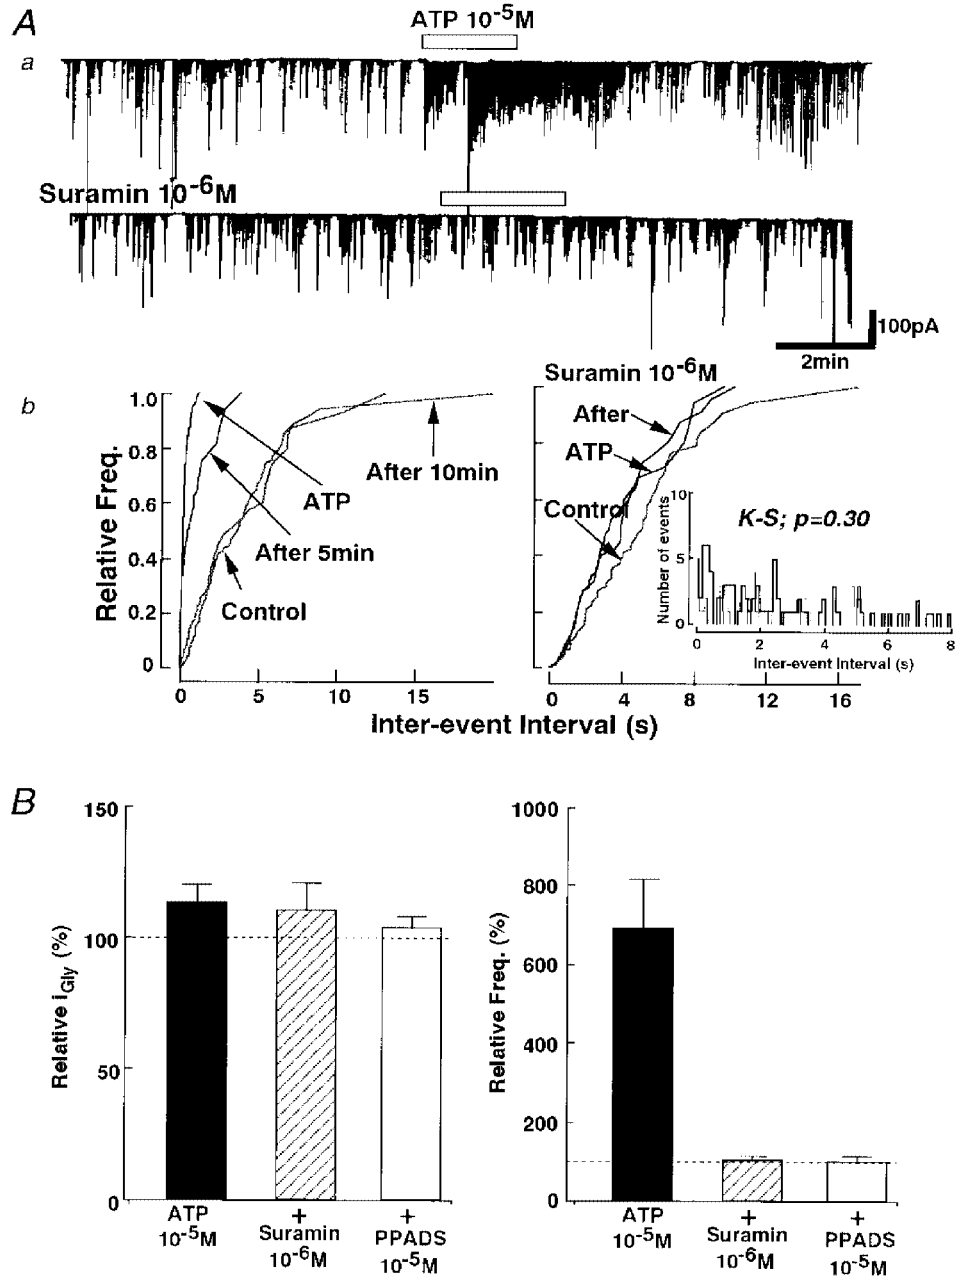 A
ATP 10-5M
a
Suramin 10-6M
100pA
2min
b
Relative Freq.
1.0
0.8
0.6
0.4
0.2
0
After 10min
ATP
After 5min
Control
0 5 10 15
Suramin 10-6M
After
ATP
Control
K-S; p=0.30
Number of events
10
5
0
0 2 4 6 8
Inter-event Interval (s)
0 4 8 12 16
Inter-event Interval (s)
B
Relative iGly (%)
150
100
50
0
ATP
10-5M
+
Suramin
10-6M
+
PPADS
10-5M
Relative Freq. (%)
1000
800
600
400
200
0
ATP
10-5M
+
Suramin
10-6M
+
PPADS
10-5M